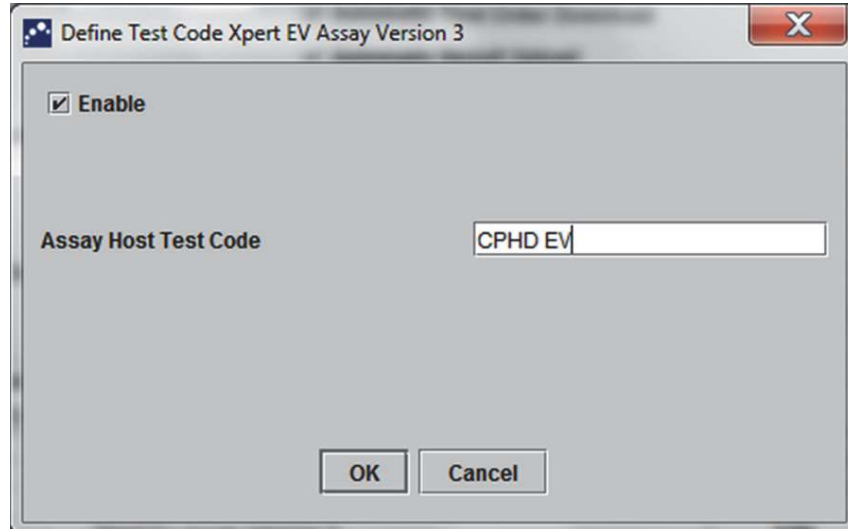 Define Test Code Xpert EV Assay Version 3
Enable
Assay Host Test Code
CPHD EV
OK
Cancel